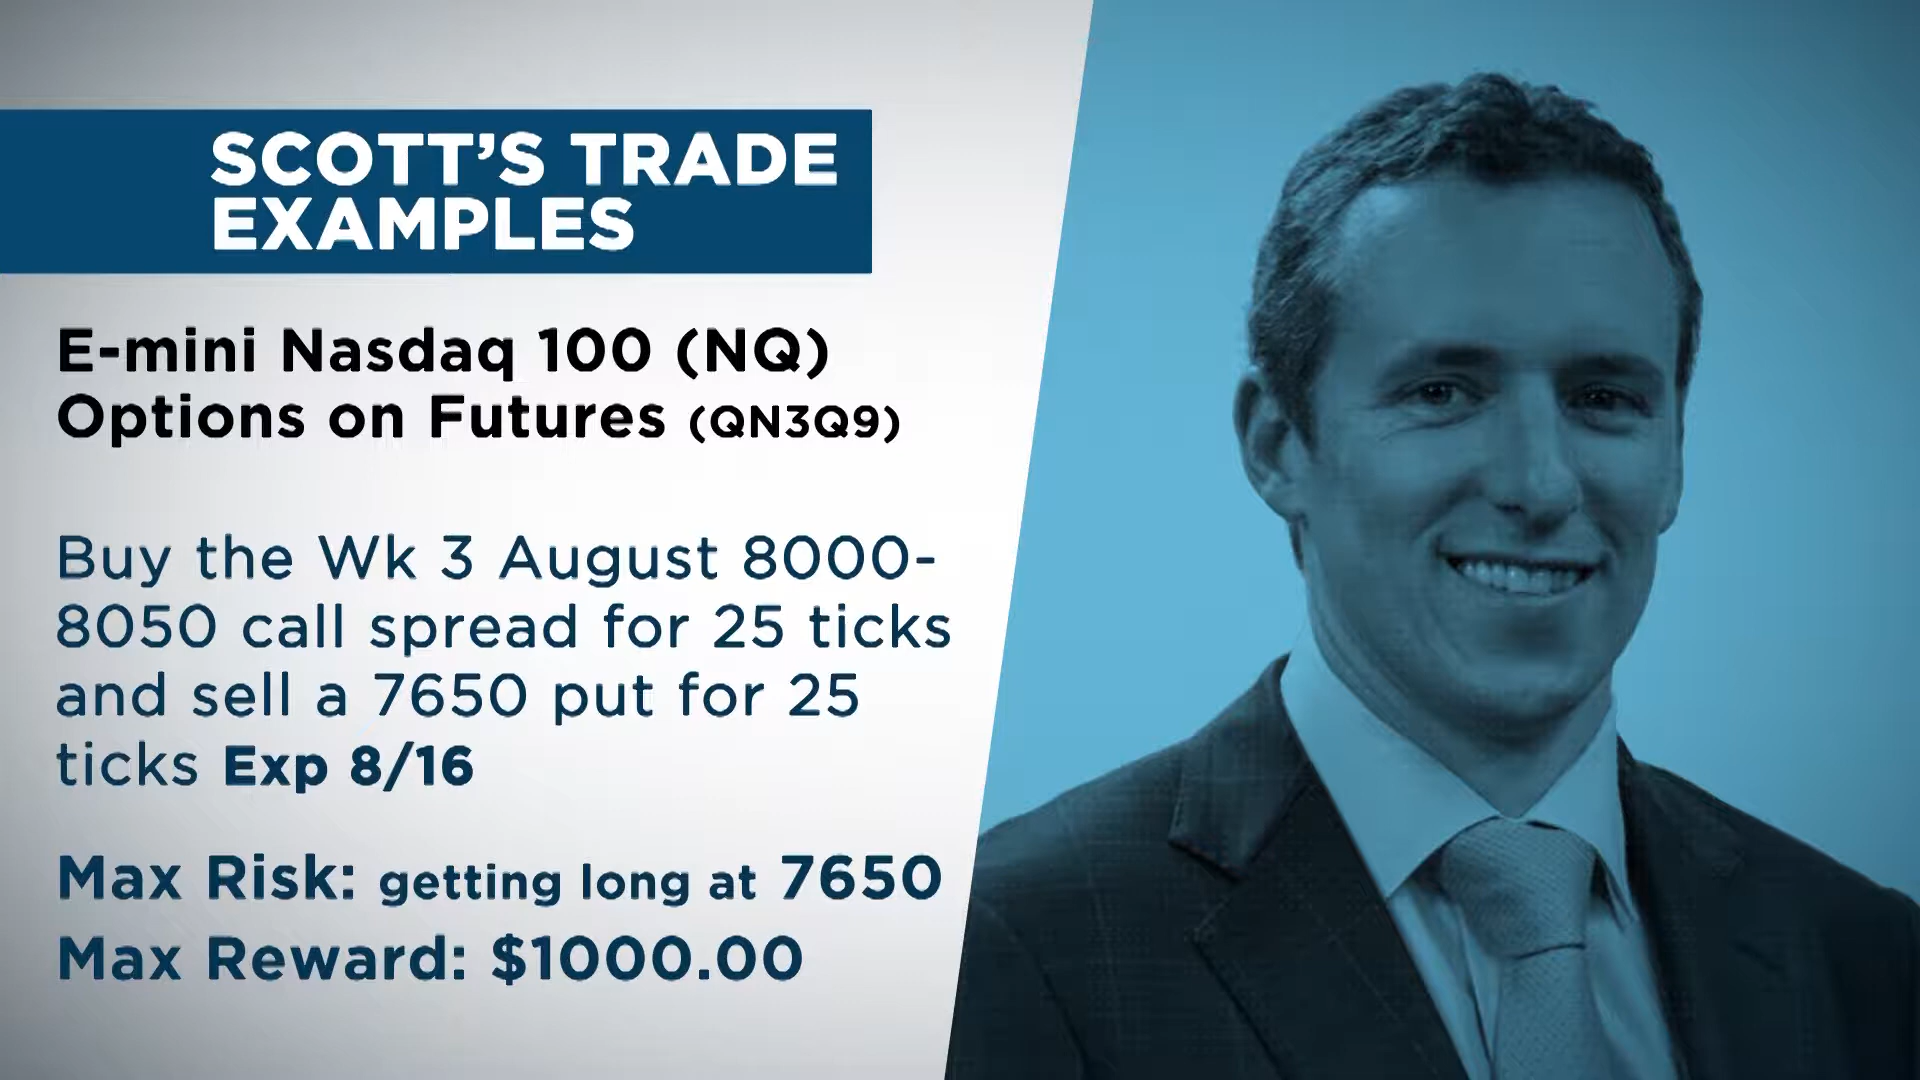 SCOTT’S TRADE
EXAMPLES
E-mini Nasdaq 100 (NQ)
Options on Futures (QN3Q9)
Buy the Wk 3 August 8000-
8050 call spread for 25 ticks
and sell a 7650 put for 25
ticks Exp 8/16
Max Risk: getting long at 7650
Max Reward: $1000.00